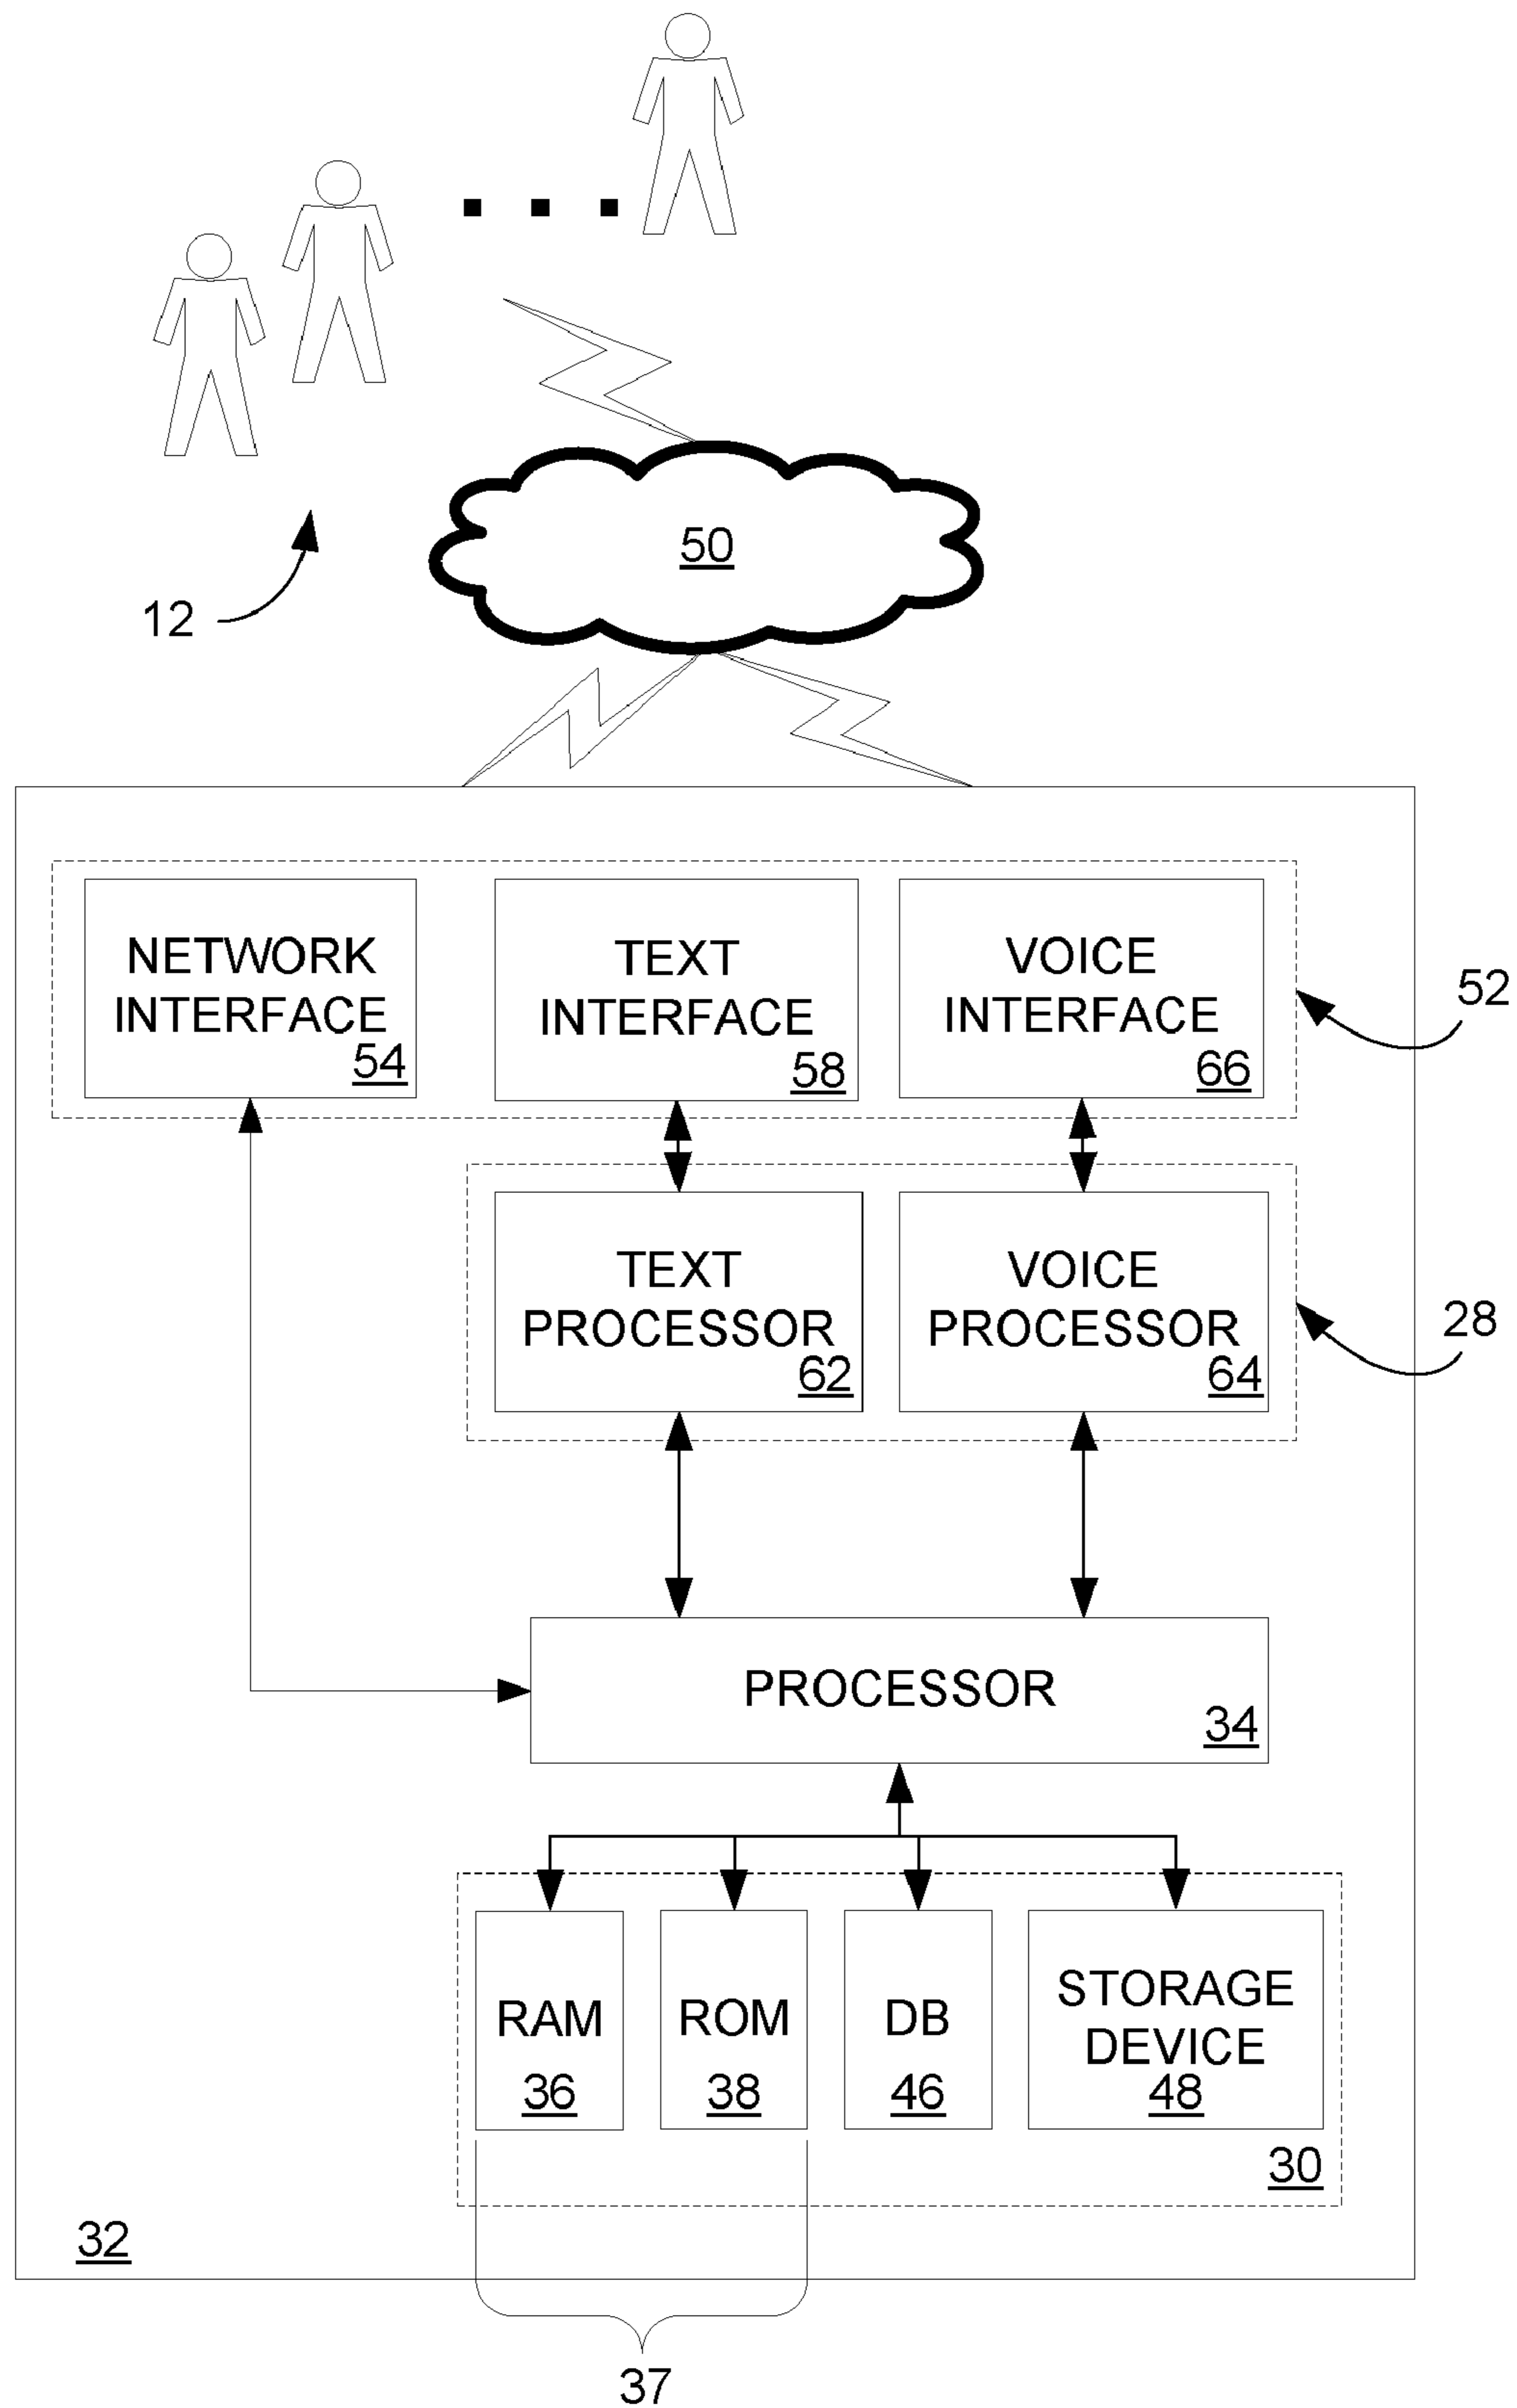 50
12
NETWORK
INTERFACE
54
TEXT
INTERFACE
58
VOICE
INTERFACE
66
52
TEXT
PROCESSOR
62
VOICE
PROCESSOR
64
28
PROCESSOR
34
RAM
36
ROM
38
DB
46
STORAGE
DEVICE
48
30
32
37